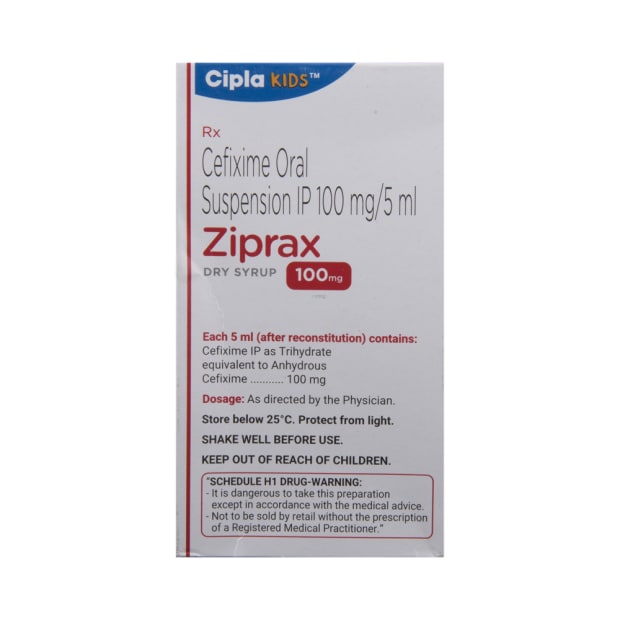 Cipla KIDS™
Rx
Cefixime Oral
Suspension IP 100 mg/5 ml
Ziprax
DRY SYRUP 100mg
Each 5 ml (after reconstitution) contains:
Cefixime IP as Trihydrate
equivalent to Anhydrous
Cefixime ........... 100 mg
Dosage: As directed by the Physician.
Store below 25°C. Protect from light.
SHAKE WELL BEFORE USE.
KEEP OUT OF REACH OF CHILDREN.
"SCHEDULE H1 DRUG-WARNING:
- It is dangerous to take this preparation
except in accordance with the medical advice.
- Not to be sold by retail without the prescription
of a Registered Medical Practitioner."